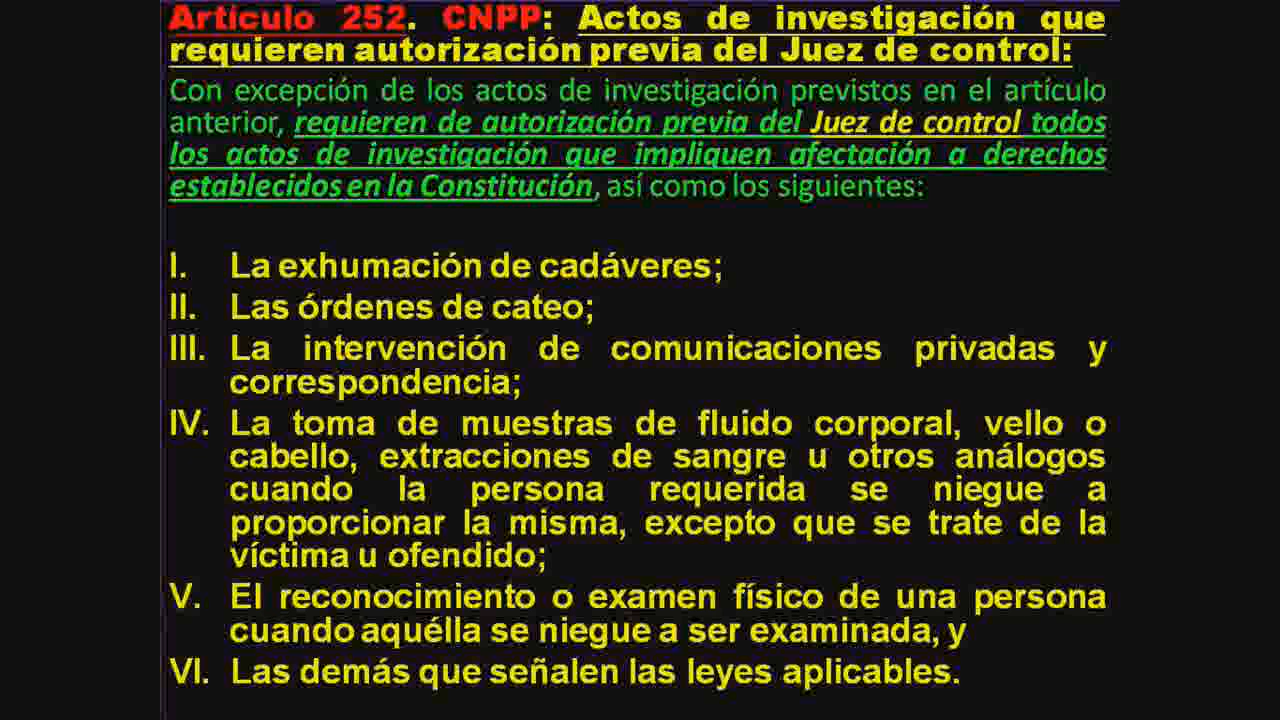 Artículo 252. CNPP: Actos de investigación que
requieren autorización previa del Juez de control:
Con excepción de los actos de investigación previstos en el artículo
anterior, requieren de autorización previa del Juez de control todos
los actos de investigación que impliquen afectación a derechos
establecidos en la Constitución, así como los siguientes:
I. La exhumación de cadáveres;
II. Las órdenes de cateo;
III. La intervención de comunicaciones privadas y
correspondencia;
IV. La toma de muestras de fluido corporal, vello o
cabello, extracciones de sangre u otros análogos
cuando la persona requerida se niegue a
proporcionar la misma, excepto que se trate de la
víctima u ofendido;
V. El reconocimiento o examen físico de una persona
cuando aquélla se niegue a ser examinada, y
VI. Las demás que señalen las leyes aplicables.